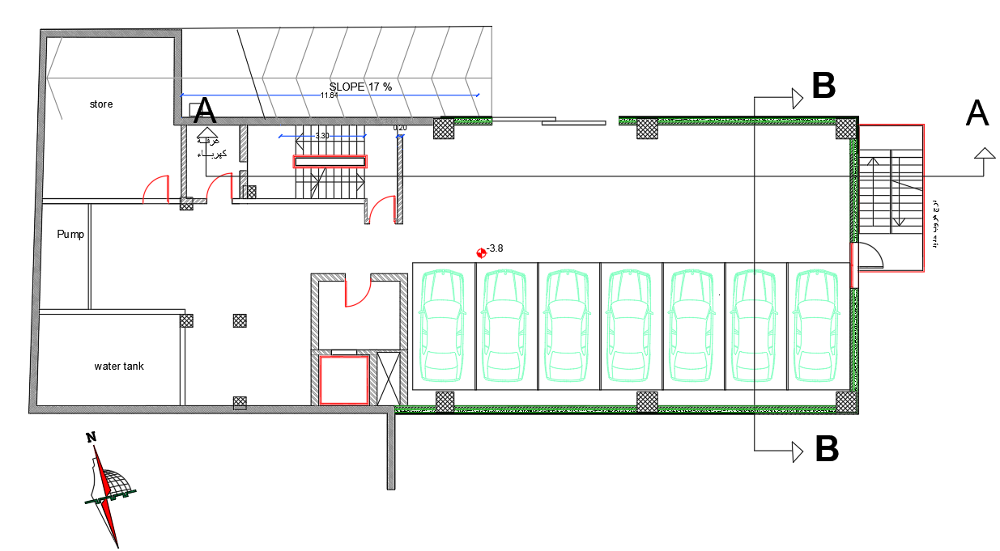 B
SLOPE 17 %
11.64
store
A
A
0.20
3.30
غرفة
كهرباء
Pump
-3.8
water tank
B
N